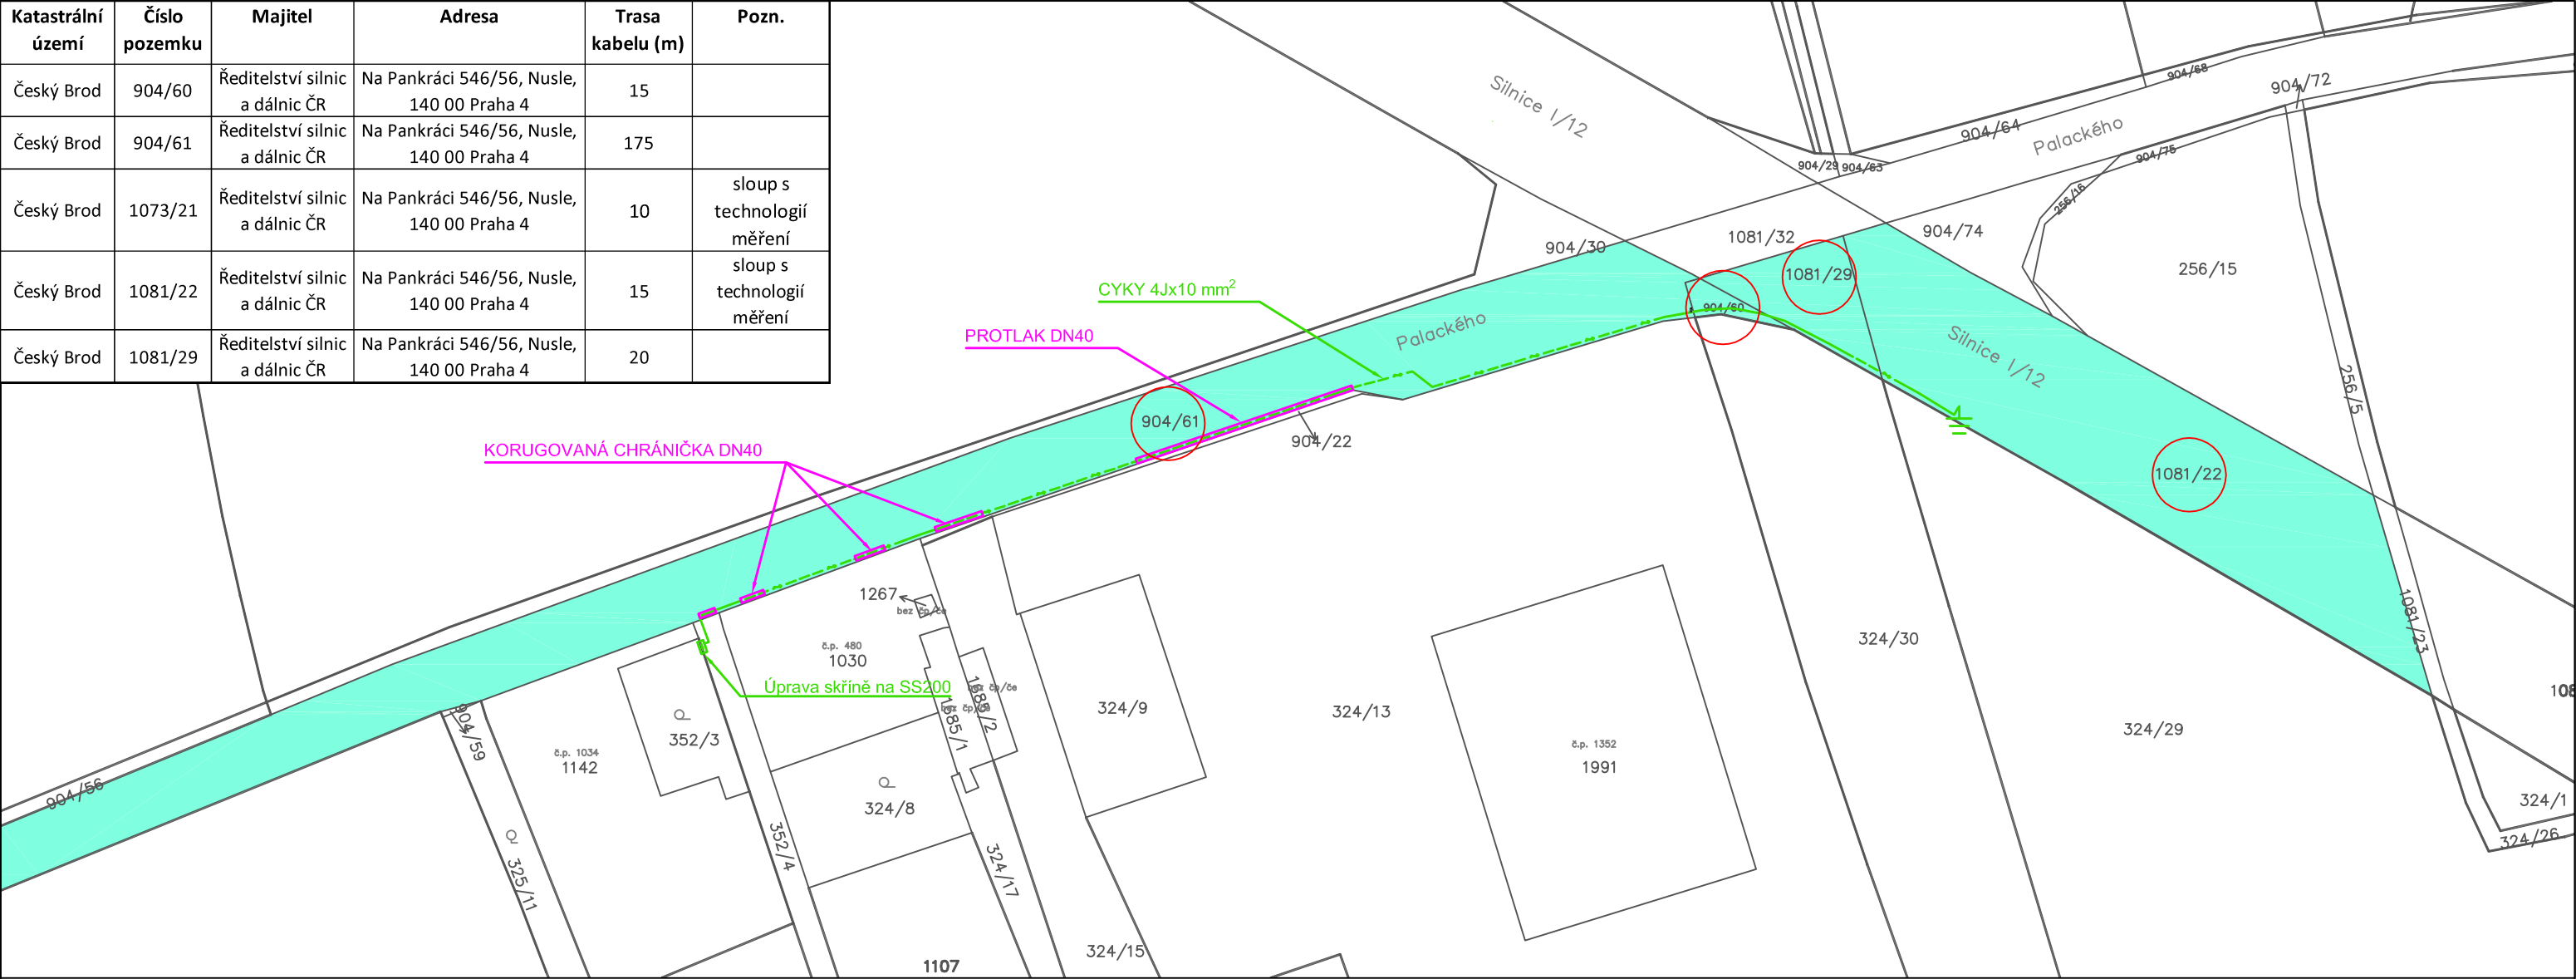 Katastrální území	Číslo pozemku	Majitel	Adresa	Trasa kabelu (m)	Pozn.
Český Brod	904/60	Ředitelství silnic a dálnic ČR	Na Pankráci 546/56, Nusle, 140 00 Praha 4	15
Český Brod	904/61	Ředitelství silnic a dálnic ČR	Na Pankráci 546/56, Nusle, 140 00 Praha 4	175
Český Brod	1073/21	Ředitelství silnic a dálnic ČR	Na Pankráci 546/56, Nusle, 140 00 Praha 4	10	sloup s technologií měření
Český Brod	1081/22	Ředitelství silnic a dálnic ČR	Na Pankráci 546/56, Nusle, 140 00 Praha 4	15	sloup s technologií měření
Český Brod	1081/29	Ředitelství silnic a dálnic ČR	Na Pankráci 546/56, Nusle, 140 00 Praha 4	20
Silnice I/12
904/68
904/72
904/64
Palackého
904/29
904/63
904/75
256/16
904/30
1081/32
904/74
256/15
1081/29
CYKY 4Jx10 mm²
904/60
PROTLAK DN40
Palackého
Silnice I/12
256/5
904/61
904/22
KORUGOVANÁ CHRÁNIČKA DN40
1081/22
1267
bez čp/če
č.p. 480
1030
1081/23
324/30
Úprava skříně na SS200
bez čp/če
1685/2
1685/1
324/9
324/13
324/29
904/59
352/3
č.p. 1034
1142
č.p. 1352
1991
904/56
324/8
324/1
324/26
352/4
325/11
324/17
324/15
1107